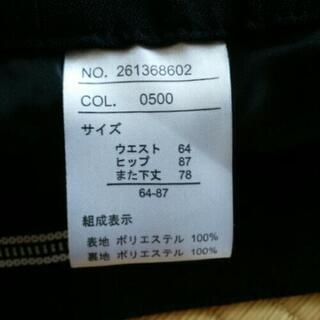 NO. 261368602
COL. 0500
サイズ
ウエスト 64
ヒップ 87
また下丈 78
64-87
組成表示
表地 ポリエステル 100%
裏地 ポリエステル 100%